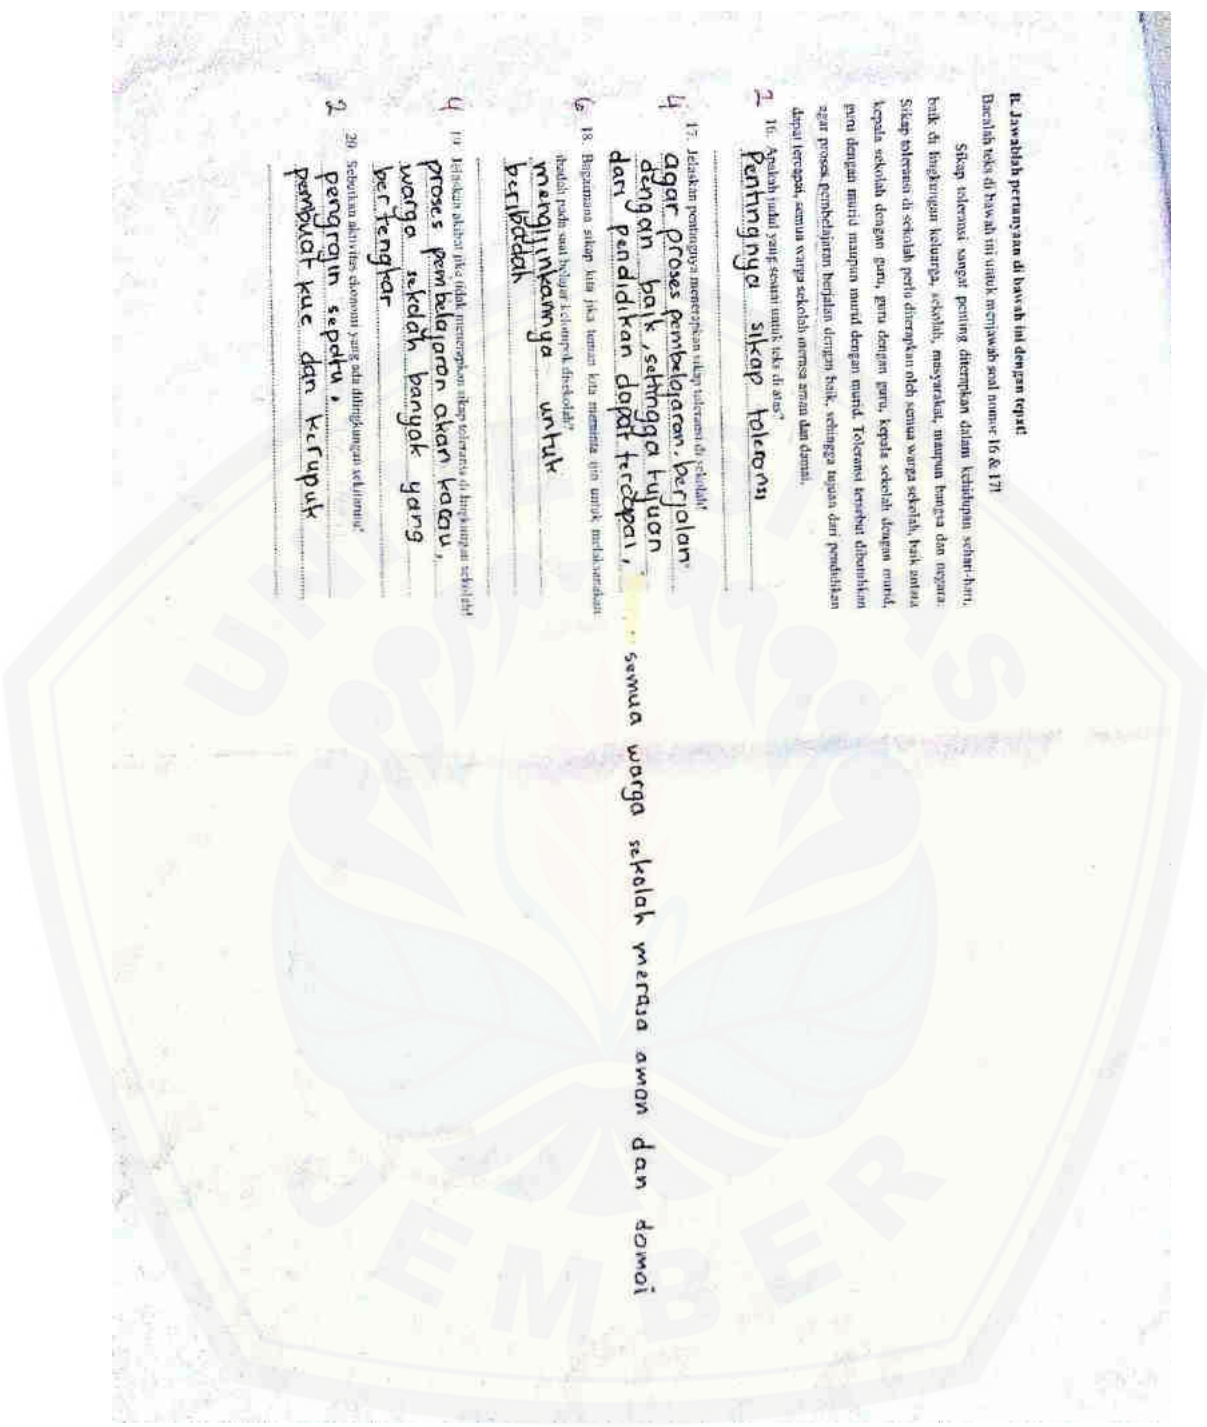 B. Jawablah pertanyaan di bawah ini dengan tepat!
Bacalah teks di bawah ini untuk menjawab soal nomor 16 & 17!
Sikap toleransi sangat penting diterapkan dalam kehidupan sehari-hari,
baik di lingkungan keluarga, sekolah, masyarakat, maupun bangsa dan negara.
Sikap toleransi di sekolah perlu diterapkan oleh semua warga sekolah, baik antara
kepala sekolah dengan guru, guru dengan guru, kepala sekolah dengan murid,
guru dengan murid maupun murid dengan murid. Toleransi tersebut dibutuhkan
agar proses pembelajaran berjalan dengan baik, sehingga tujuan dari pendidikan
dapat tercapai, semua warga sekolah merasa aman dan damai.
2 16. Apakah judul yang sesuai untuk teks di atas?
Pentingnya sikap toleransi
4 17. Jelaskan pentingnya menerapkan sikap toleransi di sekolah!
agar proses pembelajaran, berjalan
dengan baik, sehingga tujuan
dari pendidikan dapat tercapai, semua warga sekolah merasa aman dan damai
6 18. Bagaimana sikap kita jika teman kita meminta ijin untuk melaksanakan
ibadah pada saat belajar kelompok disekolah?
mengijinkannya untuk
beribadah
4 19. Jelaskan akibat jika tidak menerapkan sikap toleransi di lingkungan sekolah!
proses pembelajaran akan kacau,
warga sekolah banyak yang
bertengkar
2 20. Sebutkan aktivitas ekonomi yang ada dilingkungan sekitarmu!
pengrajin sepatu,
pembuat kue dan kerupuk
UNIVERSITAS
JEMBER